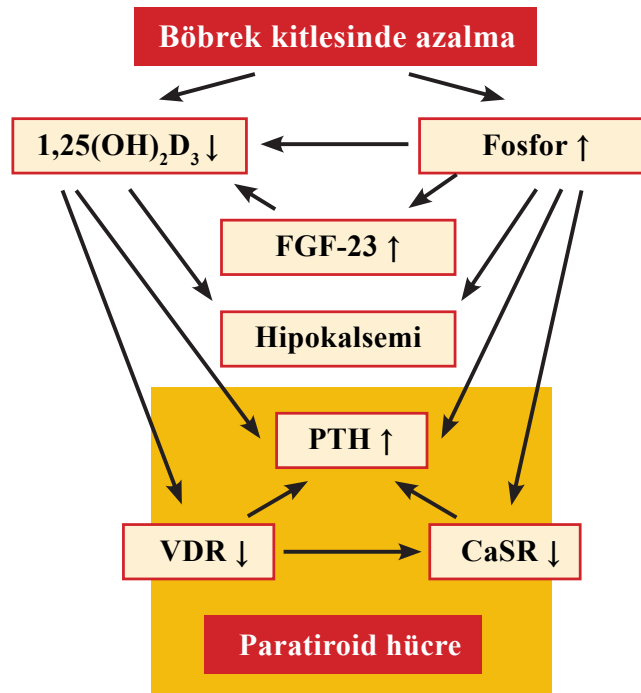 Böbrek kitlesinde azalma
1,25(OH)₂D₃ ↓
Fosfor ↑
FGF-23 ↑
Hipokalsemi
PTH ↑
VDR ↓
CaSR ↓
Paratiroid hücre